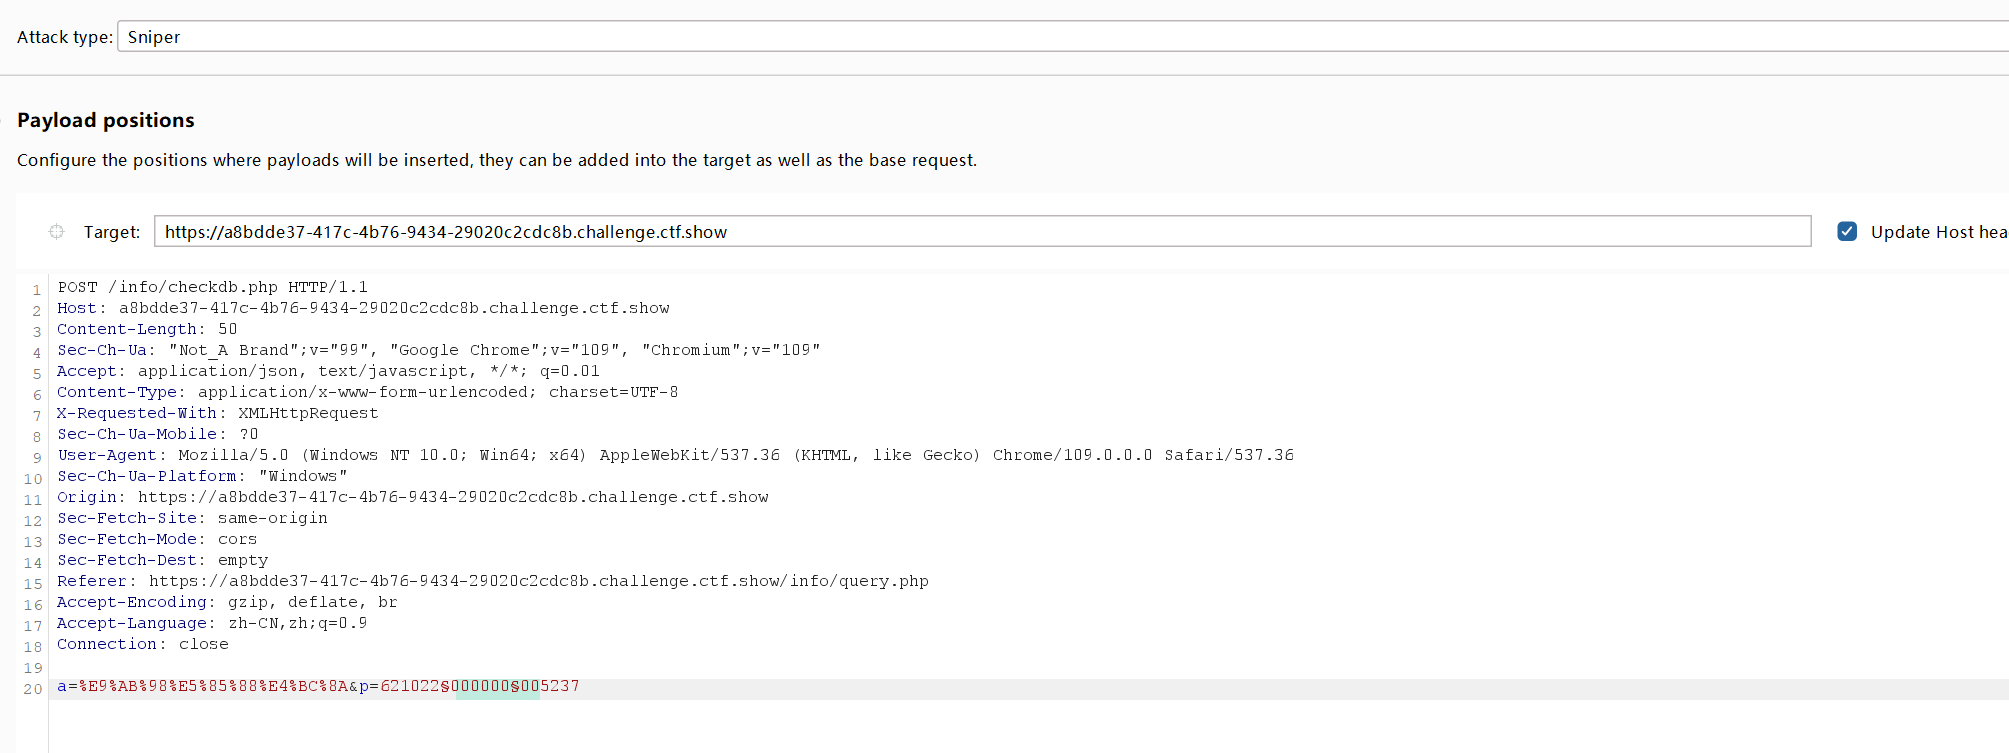 Attack type: Sniper
Payload positions
Configure the positions where payloads will be inserted, they can be added into the target as well as the base request.
Target: https://a8bdde37-417c-4b76-9434-29020c2cdc8b.challenge.ctf.show Update Host hea
1 POST /info/checkdb.php HTTP/1.1
2 Host: a8bdde37-417c-4b76-9434-29020c2cdc8b.challenge.ctf.show
3 Content-Length: 50
4 Sec-Ch-Ua: "Not_A Brand";v="99", "Google Chrome";v="109", "Chromium";v="109"
5 Accept: application/json, text/javascript, */*; q=0.01
6 Content-Type: application/x-www-form-urlencoded; charset=UTF-8
7 X-Requested-With: XMLHttpRequest
8 Sec-Ch-Ua-Mobile: ?0
9 User-Agent: Mozilla/5.0 (Windows NT 10.0; Win64; x64) AppleWebKit/537.36 (KHTML, like Gecko) Chrome/109.0.0.0 Safari/537.36
10 Sec-Ch-Ua-Platform: "Windows"
11 Origin: https://a8bdde37-417c-4b76-9434-29020c2cdc8b.challenge.ctf.show
12 Sec-Fetch-Site: same-origin
13 Sec-Fetch-Mode: cors
14 Sec-Fetch-Dest: empty
15 Referer: https://a8bdde37-417c-4b76-9434-29020c2cdc8b.challenge.ctf.show/info/query.php
16 Accept-Encoding: gzip, deflate, br
17 Accept-Language: zh-CN,zh;q=0.9
18 Connection: close
19
20 a=%E9%AB%98%E5%85%88%E4%BC%8A&p=621022§000000§005237